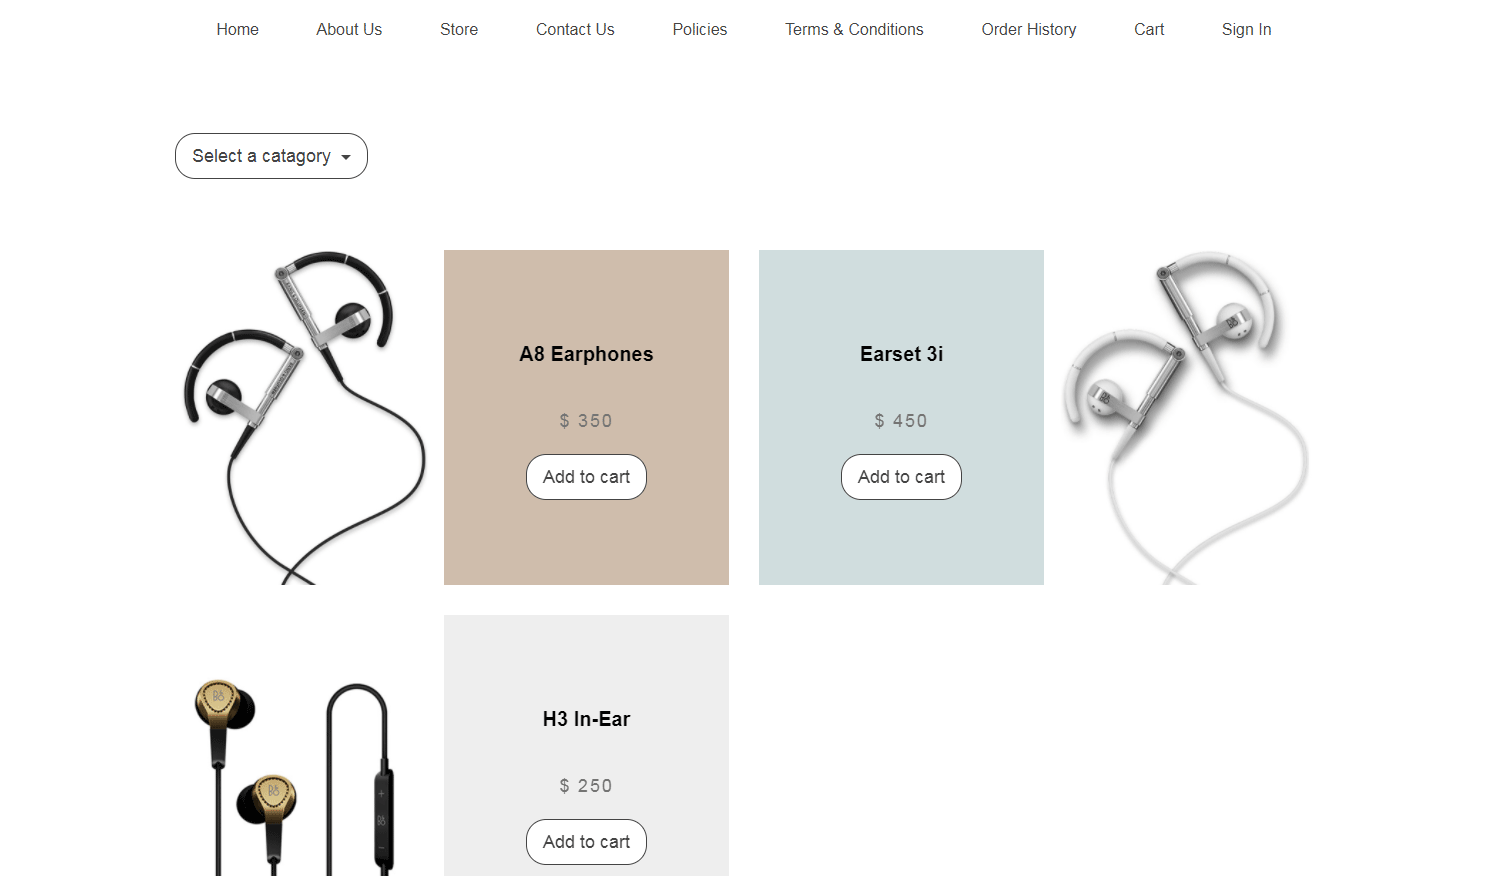 Home About Us Store Contact Us Policies Terms & Conditions Order History Cart Sign In
Select a catagory
A8 Earphones
$ 350
Add to cart
Earset 3i
$ 450
Add to cart
H3 In-Ear
$ 250
Add to cart